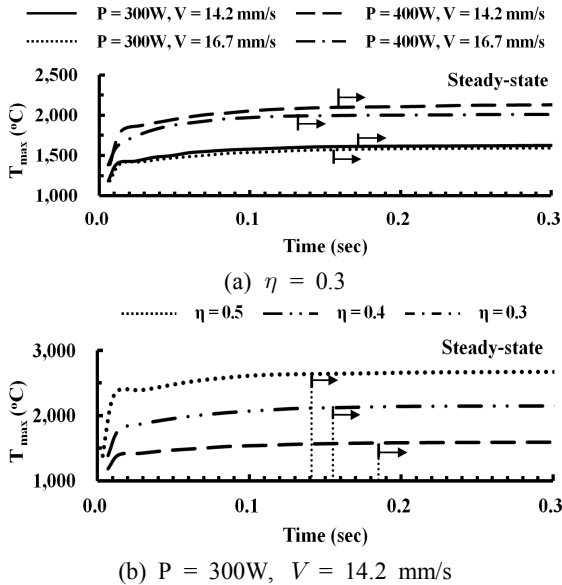 P = 300W, V = 14.2 mm/s P = 400W, V = 14.2 mm/s
P = 300W, V = 16.7 mm/s P = 400W, V = 16.7 mm/s
2,500
2,000
1,500
1,000
Tmax (oC)
Steady-state
0.0 0.1 0.2 0.3
Time (sec)
(a) η = 0.3
η = 0.5 η = 0.4 η = 0.3
3,000
2,000
1,000
Tmax (oC)
Steady-state
0.0 0.1 0.2 0.3
Time (sec)
(b) P = 300W, V = 14.2 mm/s